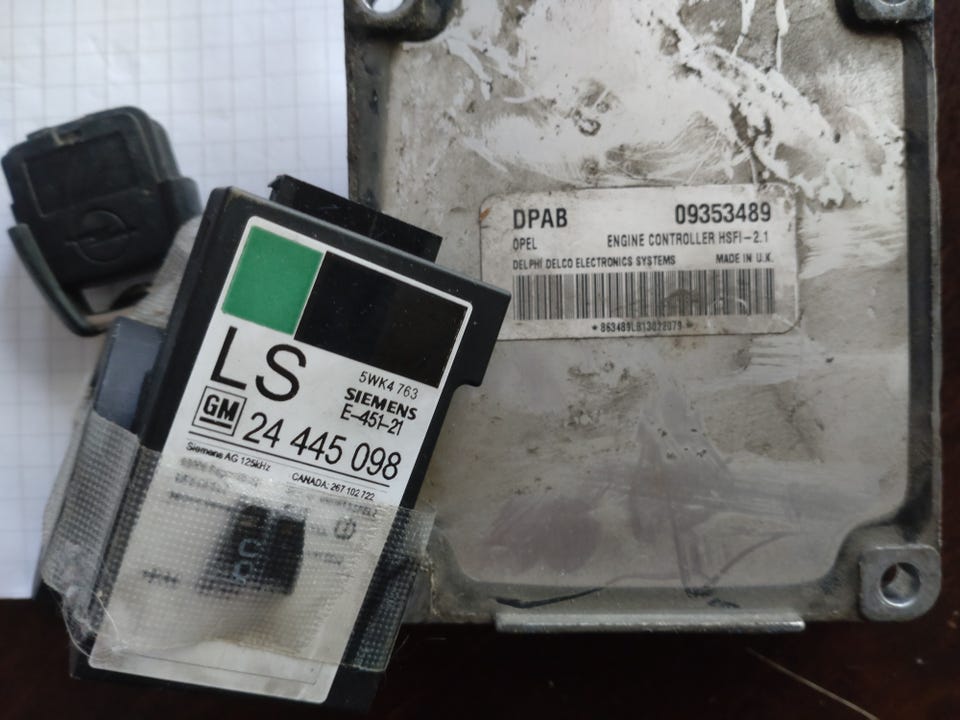 DPAB 09353489
OPEL ENGINE CONTROLLER HSFI-2.1
DELPHI DELCO ELECTRONICS SYSTEMS MADE IN U.K.
LS
5WK4 763
SIEMENS
E-451-21
GM 24 445 098
Siemens AG 125kHz
CANADA: 267 102 722